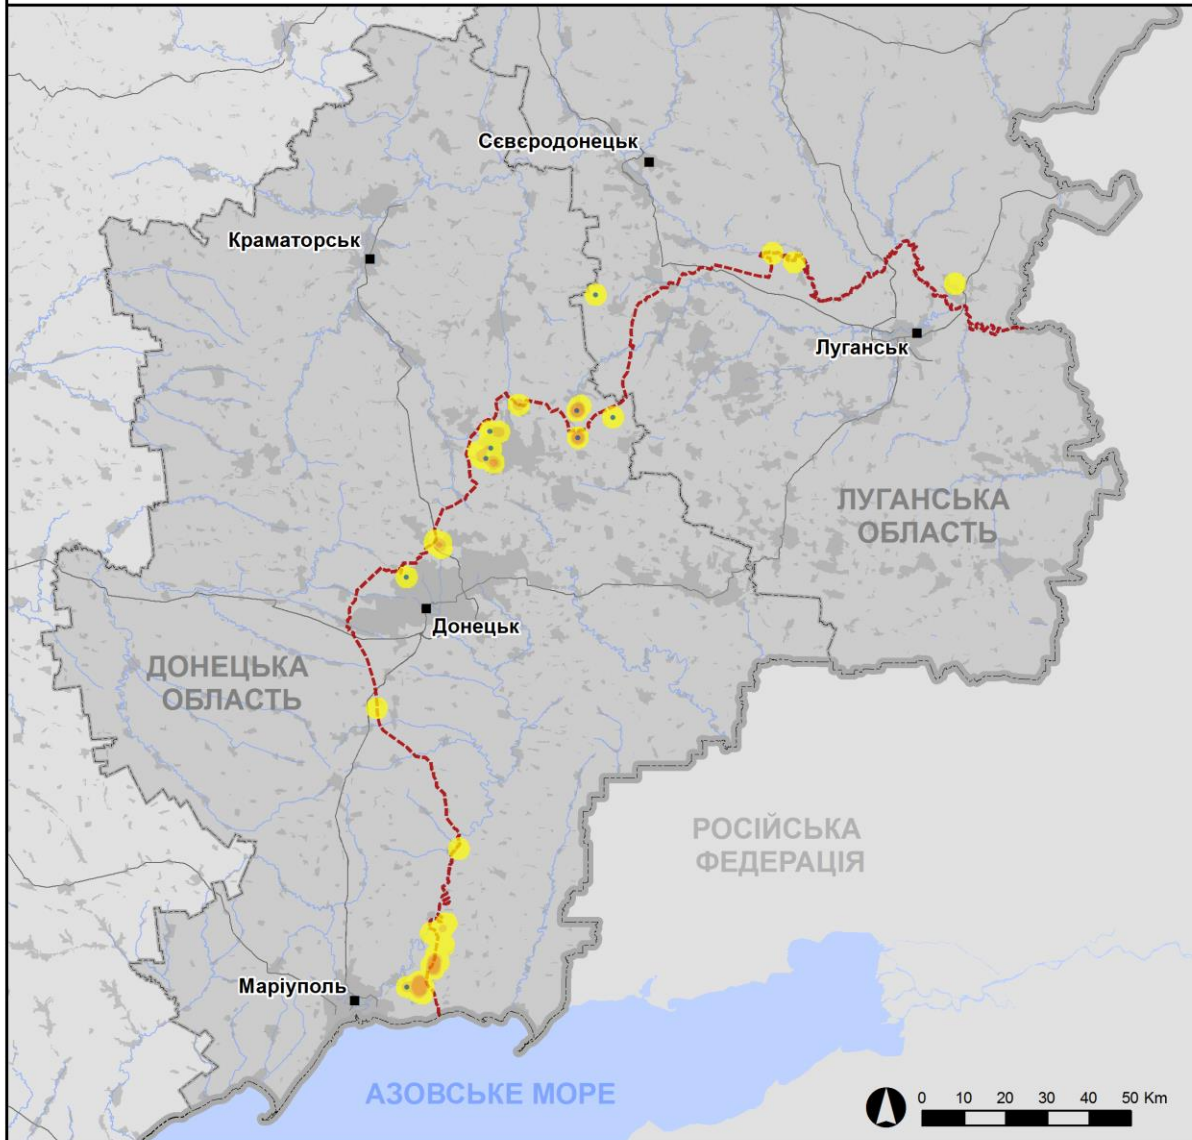 Сєвєродонецьк
Краматорськ
Луганськ
ЛУГАНСЬКА
ОБЛАСТЬ
Донецьк
ДОНЕЦЬКА
ОБЛАСТЬ
РОСІЙСЬКА
ФЕДЕРАЦІЯ
Маріуполь
АЗОВСЬКЕ МОРЕ
0 10 20 30 40 50 Km